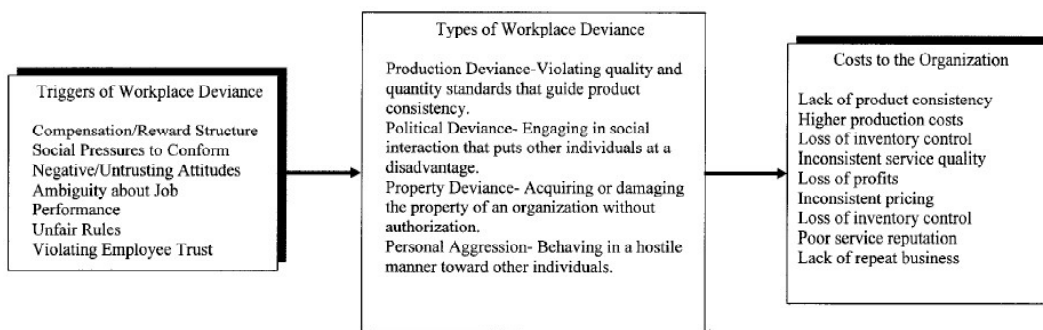 Triggers of Workplace Deviance
Compensation/Reward Structure
Social Pressures to Conform
Negative/Untrusting Attitudes
Ambiguity about Job
Performance
Unfair Rules
Violating Employee Trust
Types of Workplace Deviance
Production Deviance-Violating quality and
quantity standards that guide product
consistency.
Political Deviance- Engaging in social
interaction that puts other individuals at a
disadvantage.
Property Deviance- Acquiring or damaging
the property of an organization without
authorization.
Personal Aggression- Behaving in a hostile
manner toward other individuals.
Costs to the Organization
Lack of product consistency
Higher production costs
Loss of inventory control
Inconsistent service quality
Loss of profits
Inconsistent pricing
Loss of inventory control
Poor service reputation
Lack of repeat business